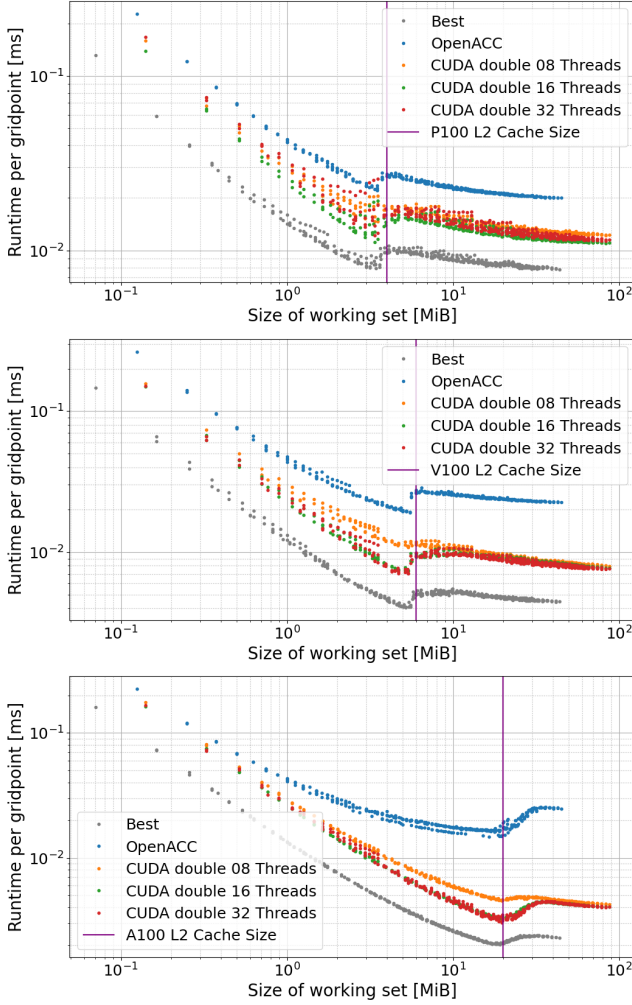 10⁻¹
10⁻²
Runtime per gridpoint [ms]
Best
OpenACC
CUDA double 08 Threads
CUDA double 16 Threads
CUDA double 32 Threads
P100 L2 Cache Size
10⁻¹
10⁰
10¹
10²
Size of working set [MiB]
10⁻¹
10⁻²
Runtime per gridpoint [ms]
Best
OpenACC
CUDA double 08 Threads
CUDA double 16 Threads
CUDA double 32 Threads
V100 L2 Cache Size
10⁻¹
10⁰
10¹
10²
Size of working set [MiB]
10⁻¹
10⁻²
Runtime per gridpoint [ms]
Best
OpenACC
CUDA double 08 Threads
CUDA double 16 Threads
CUDA double 32 Threads
A100 L2 Cache Size
10⁻¹
10⁰
10¹
10²
Size of working set [MiB]